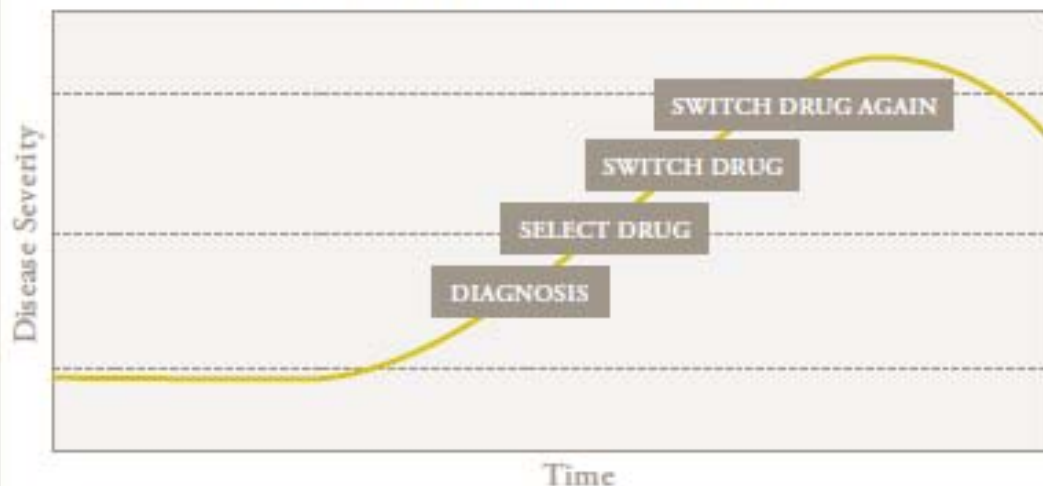 SWITCH DRUG AGAIN
SWITCH DRUG
SELECT DRUG
DIAGNOSIS
Disease Severity
Time